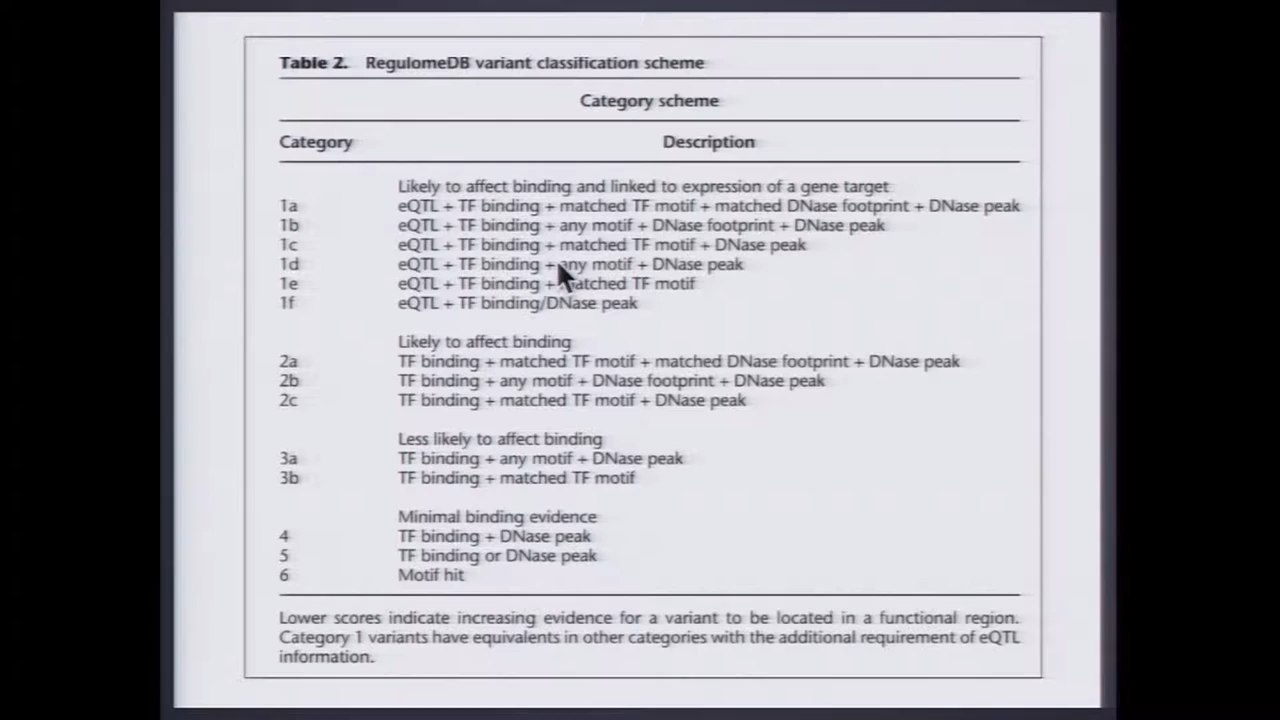 Table 2. RegulomeDB variant classification scheme
Category scheme
Category Description
Likely to affect binding and linked to expression of a gene target
1a eQTL + TF binding + matched TF motif + matched DNase footprint + DNase peak
1b eQTL + TF binding + any motif + DNase footprint + DNase peak
1c eQTL + TF binding + matched TF motif + DNase peak
1d eQTL + TF binding + any motif + DNase peak
1e eQTL + TF binding + matched TF motif
1f eQTL + TF binding/DNase peak
Likely to affect binding
2a TF binding + matched TF motif + matched DNase footprint + DNase peak
2b TF binding + any motif + DNase footprint + DNase peak
2c TF binding + matched TF motif + DNase peak
Less likely to affect binding
3a TF binding + any motif + DNase peak
3b TF binding + matched TF motif
Minimal binding evidence
4 TF binding + DNase peak
5 TF binding or DNase peak
6 Motif hit
Lower scores indicate increasing evidence for a variant to be located in a functional region.
Category 1 variants have equivalents in other categories with the additional requirement of eQTL
information.